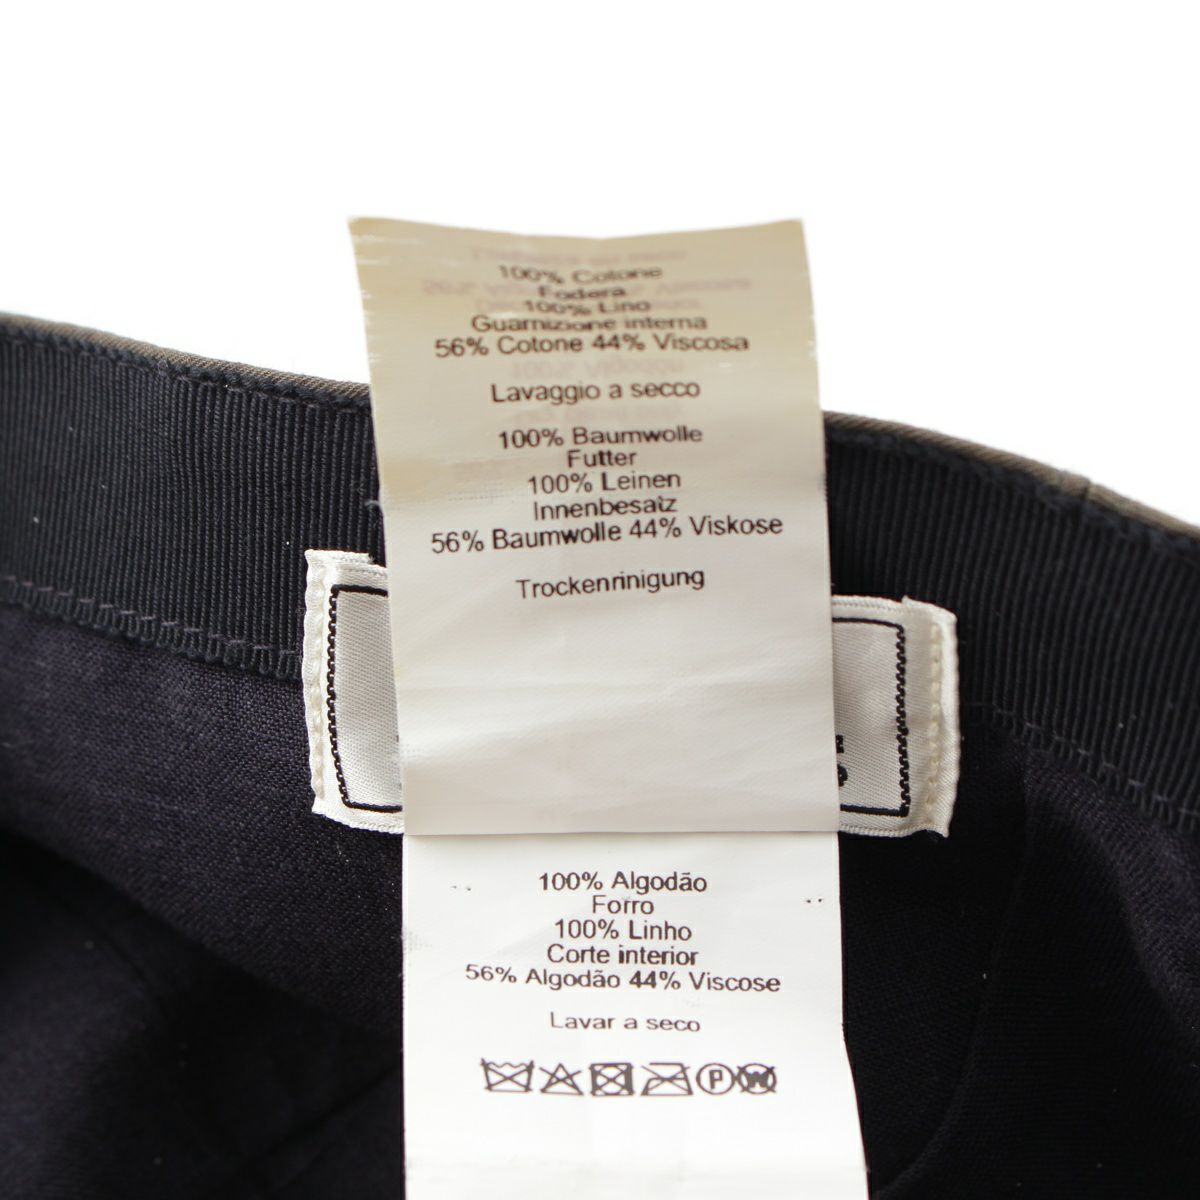 100% Cotone
Fodera
100% Lino
Guarnizione interna
56% Cotone 44% Viscosa
Lavaggio a secco
100% Baumwolle
Futter
100% Leinen
Innenbesatz
56% Baumwolle 44% Viskose
Trockenrinigung
100% Algodão
Forro
100% Linho
Corte interior
56% Algodão 44% Viscose
Lavar a seco
P W